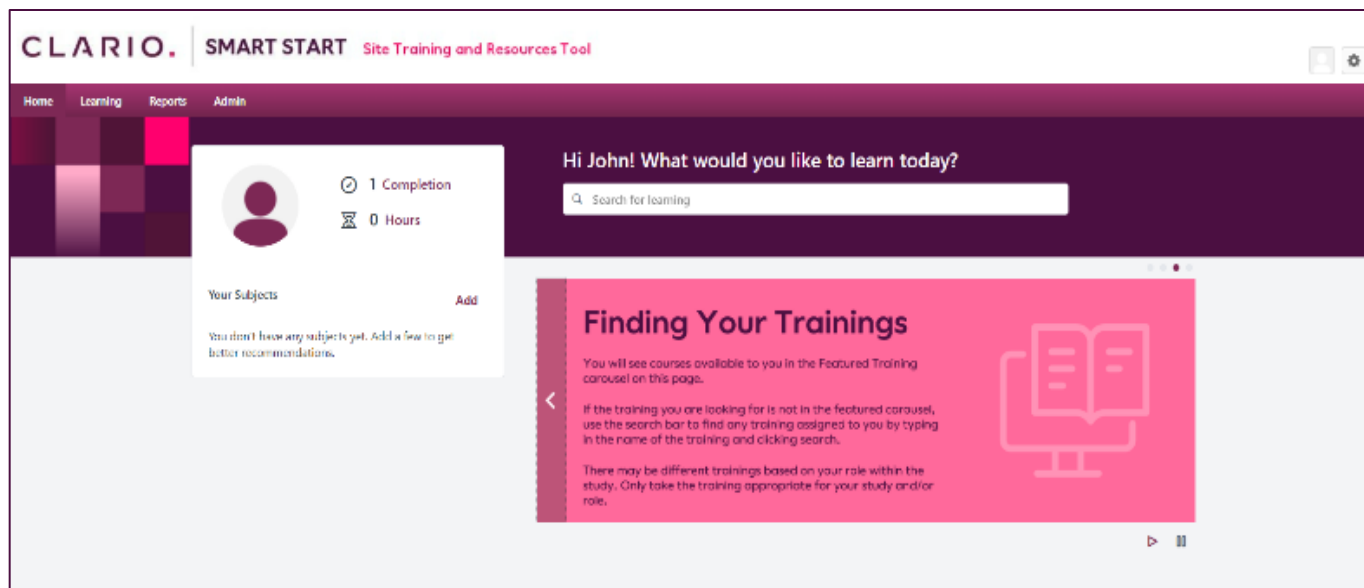 CLARIO.
SMART START Site Training and Resources Tool
Home Learning Reports Admin
Hi John! What would you like to learn today?
Search for learning
1 Completion
0 Hours
Your Subjects
Add
You don't have any subjects yet. Add a few to get
better recommendations.
Finding Your Trainings
You will see courses available to you in the Featured Training
carousel on this page.
If the training you are looking for is not in the featured carousel,
use the search bar to find any training assigned to you by typing
in the name of the training and clicking search.
There may be different trainings based on your role within the
study. Only take the training appropriate for your study and/or
role.